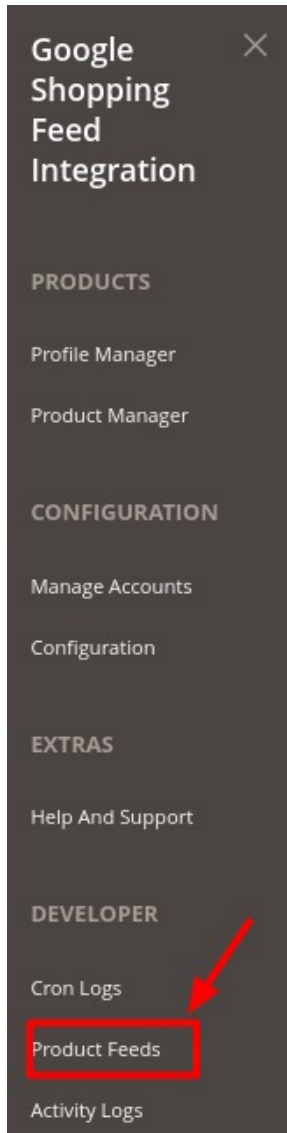 Google
Shopping
Feed
Integration
PRODUCTS
Profile Manager
Product Manager
CONFIGURATION
Manage Accounts
Configuration
EXTRAS
Help And Support
DEVELOPER
Cron Logs
Product Feeds
Activity Logs